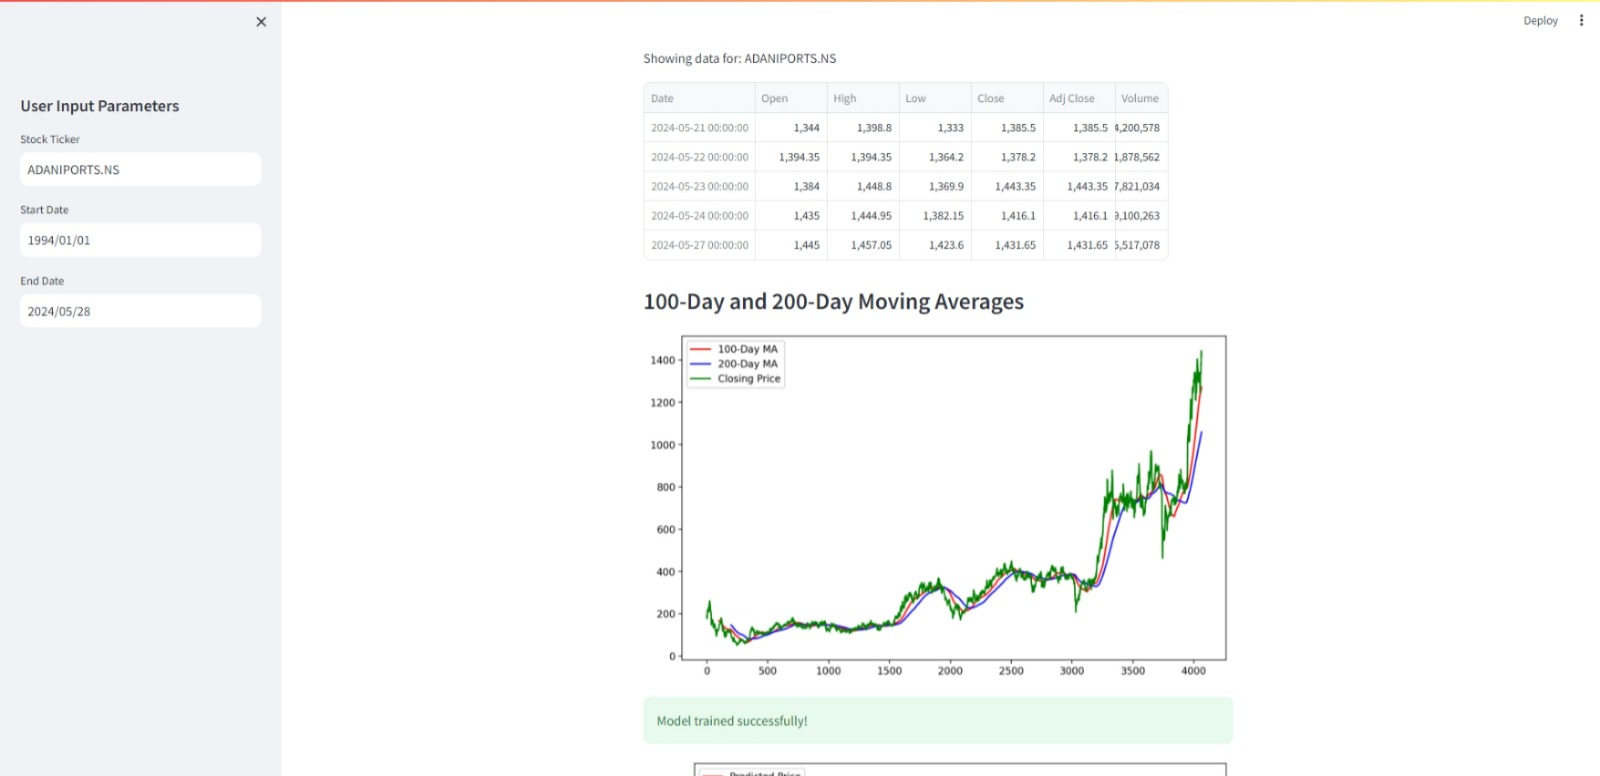 Deploy
User Input Parameters
Stock Ticker
ADANIPORTS.NS
Start Date
1994/01/01
End Date
2024/05/28
Showing data for: ADANIPORTS.NS
Date Open High Low Close Adj Close Volume
2024-05-21 00:00:00 1,344 1,398.8 1,333 1,385.5 1,385.5 4,200,578
2024-05-22 00:00:00 1,394.35 1,394.35 1,364.2 1,378.2 1,378.2 1,878,562
2024-05-23 00:00:00 1,384 1,448.8 1,369.9 1,443.35 1,443.35 7,821,034
2024-05-24 00:00:00 1,435 1,444.95 1,382.15 1,416.1 1,416.1 9,100,263
2024-05-27 00:00:00 1,445 1,457.05 1,423.6 1,431.65 1,431.65 5,517,078
100-Day and 200-Day Moving Averages
100-Day MA
200-Day MA
Closing Price
1400
1200
1000
800
600
400
200
0
0 500 1000 1500 2000 2500 3000 3500 4000
Model trained successfully!
Predicted Price